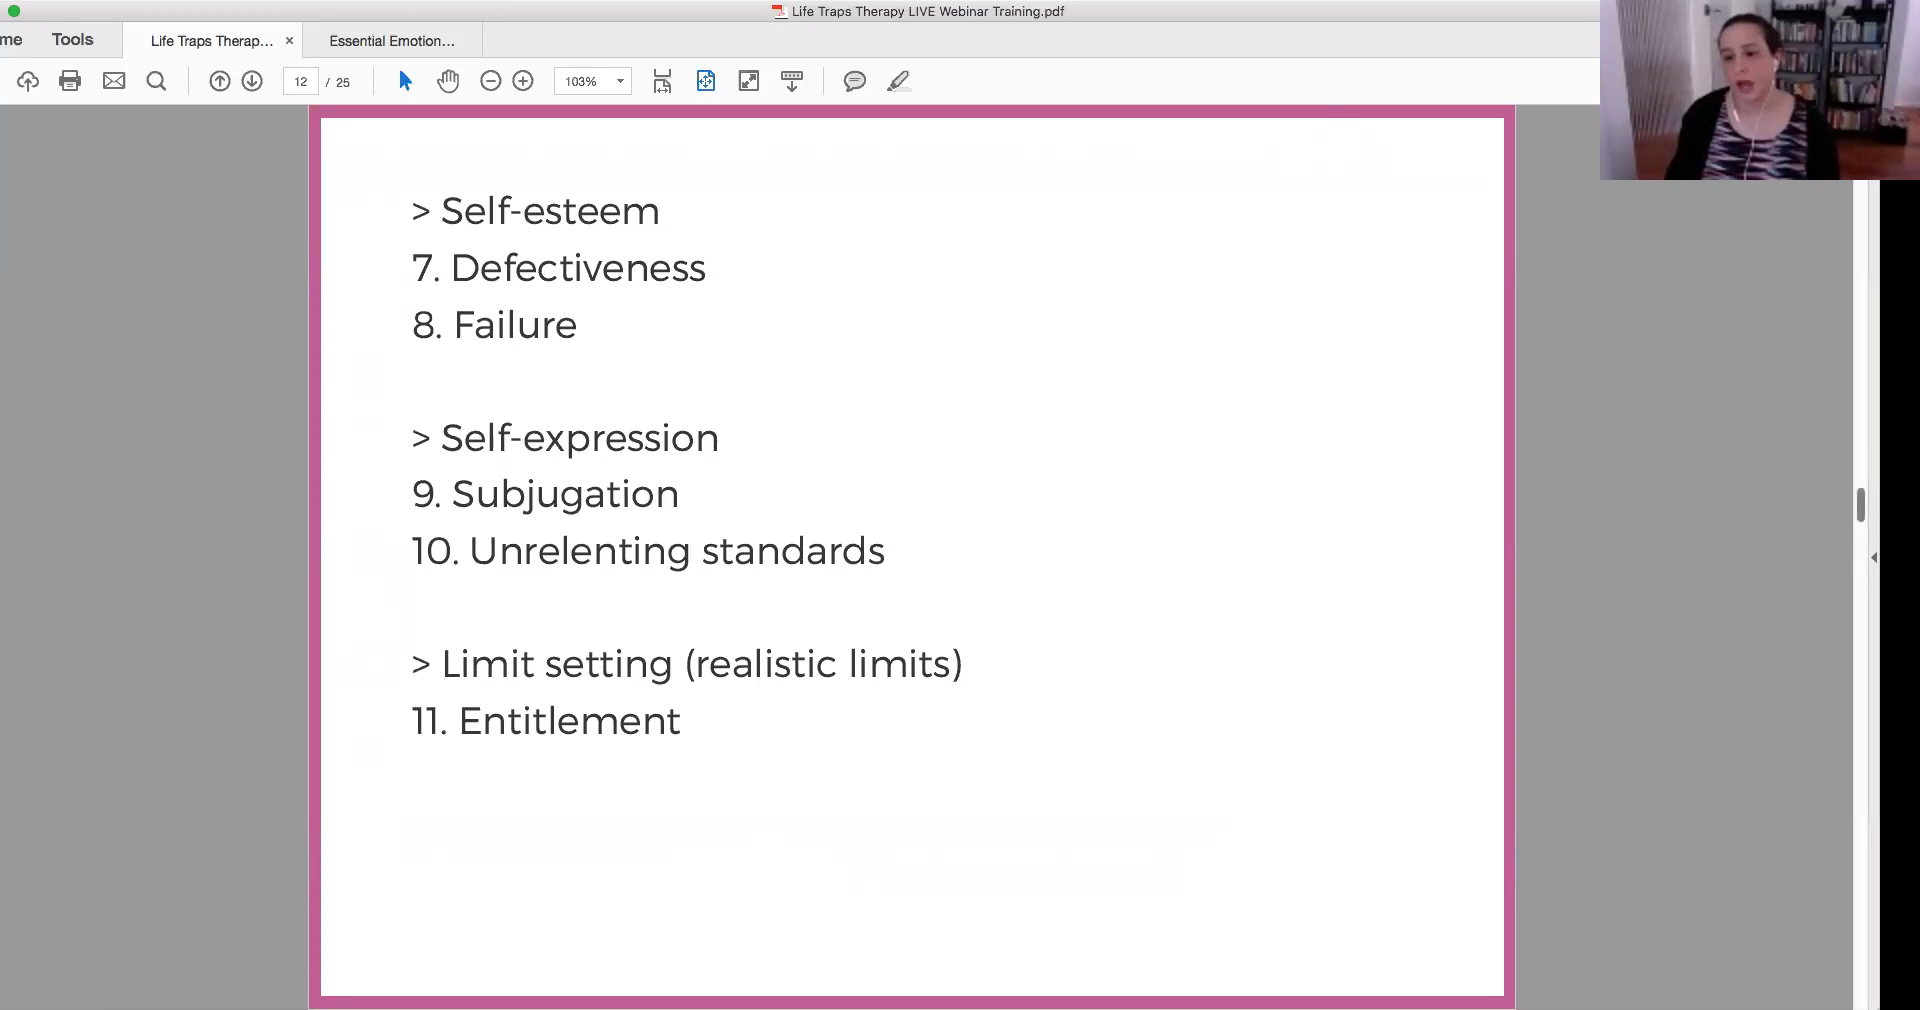 Life Traps Therapy LIVE Webinar Training.pdf
me Tools Life Traps Therap... × Essential Emotion...
12 / 25 103%
> Self-esteem
7. Defectiveness
8. Failure
> Self-expression
9. Subjugation
10. Unrelenting standards
> Limit setting (realistic limits)
11. Entitlement